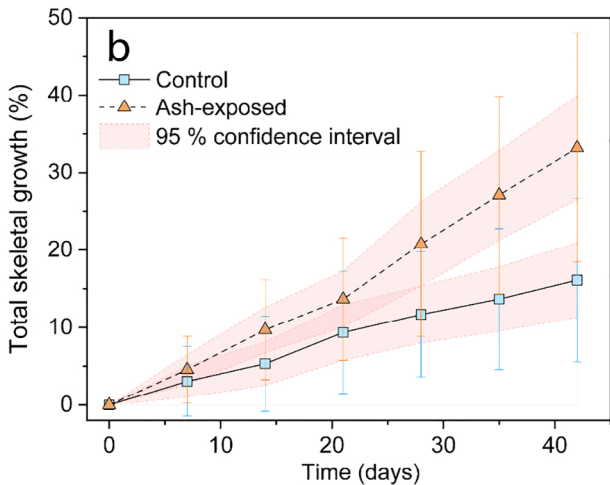 b
Control
Ash-exposed
95 % confidence interval
Total skeletal growth (%)
50
40
30
20
10
0
0 10 20 30 40
Time (days)